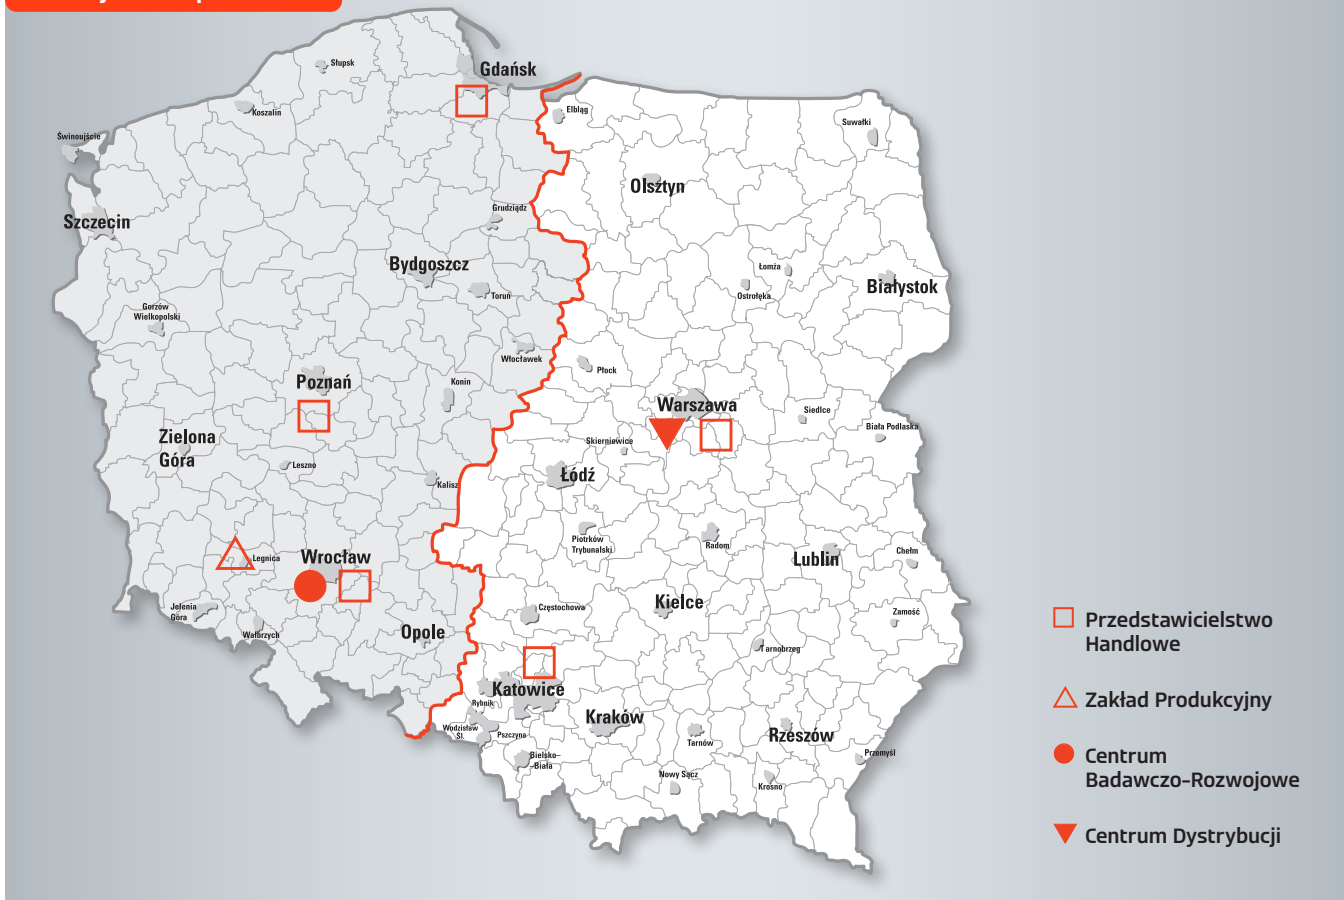 Gdańsk
Słupsk
Koszalin
Elbląg
Suwałki
Świnoujście
Olsztyn
Szczecin
Grudziądz
Bydgoszcz
Łomża
Białystok
Toruń
Ostrołęka
Gorzów
Wielkopolski
Włocławek
Płock
Poznań
Konin
Warszawa
Siedlce
Biała Podlaska
Zielona
Góra
Skierniewice
Leszno
Łódź
Kalisz
Piotrków
Trybunalski
Radom
Lublin
Chełm
Legnica
Wrocław
Jelenia
Góra
Wałbrzych
Opole
Częstochowa
Kielce
Zamość
Tarnobrzeg
Katowice
Rybnik
Wodzisław
Śl.
Pszczyna
Kraków
Tarnów
Rzeszów
Przemyśl
Bielsko–
–Biała
Nowy Sącz
Krosno
Przedstawicielstwo
Handlowe
Zakład Produkcyjny
Centrum
Badawczo-Rozwojowe
Centrum Dystrybucji